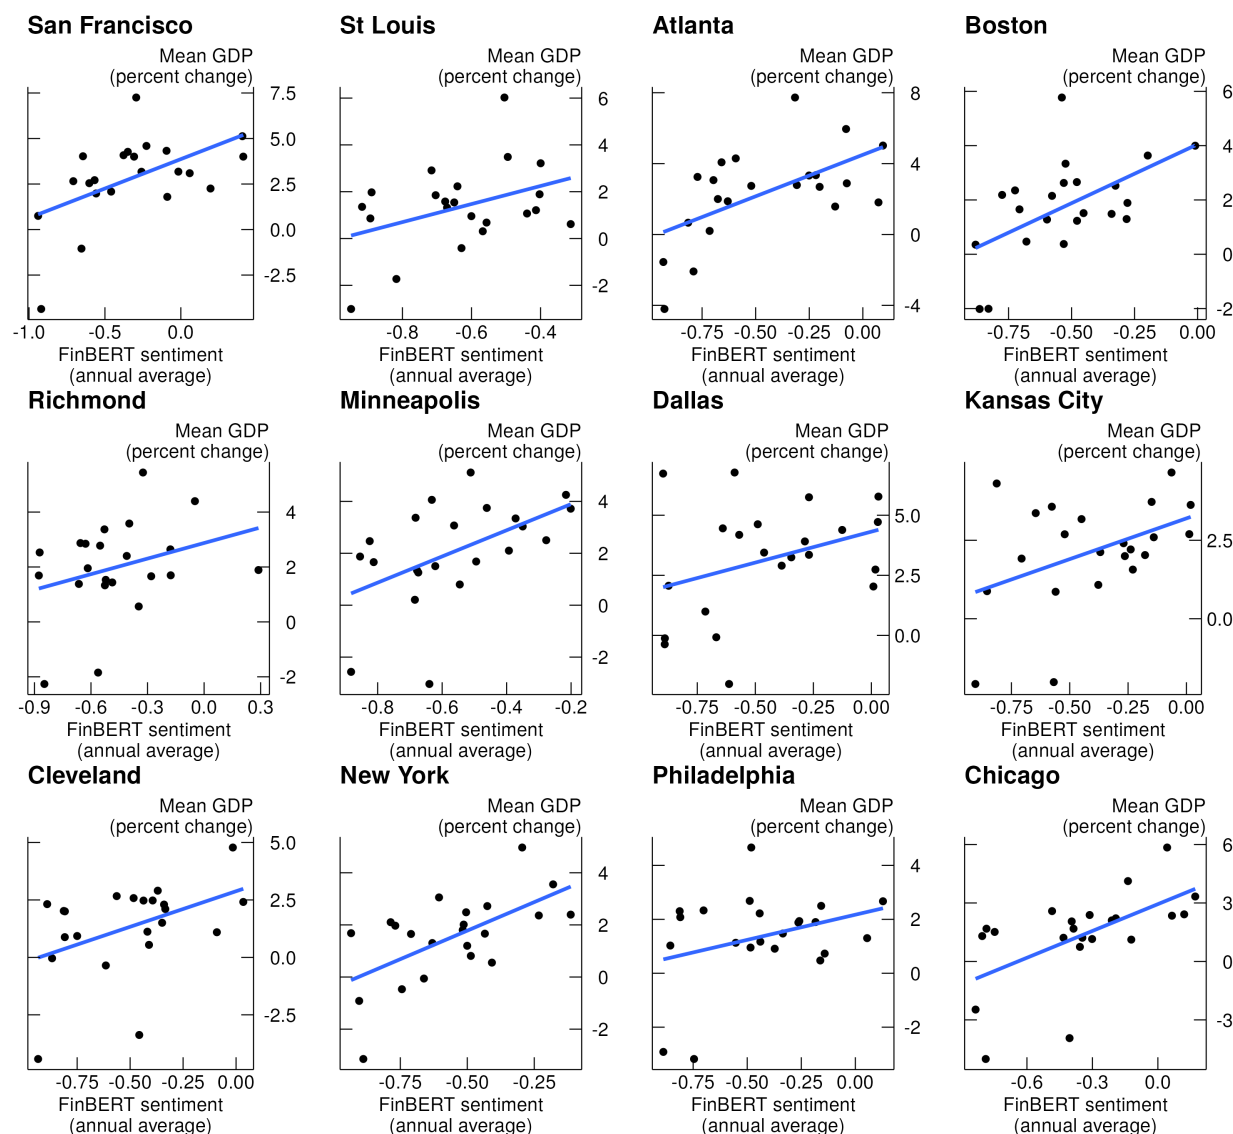 San Francisco
Mean GDP
(percent change)
7.5
5.0
2.5
0.0
-2.5
-1.0 -0.5 0.0
FinBERT sentiment
(annual average)
St Louis
Mean GDP
(percent change)
6
4
2
0
-2
-0.8 -0.6 -0.4
FinBERT sentiment
(annual average)
Atlanta
Mean GDP
(percent change)
8
4
0
-4
-0.75 -0.50 -0.25 0.00
FinBERT sentiment
(annual average)
Boston
Mean GDP
(percent change)
6
4
2
0
-2
-0.75 -0.50 -0.25 0.00
FinBERT sentiment
(annual average)
Richmond
Mean GDP
(percent change)
4
2
0
-2
-0.9 -0.6 -0.3 0.0 0.3
FinBERT sentiment
(annual average)
Minneapolis
Mean GDP
(percent change)
4
2
0
-2
-0.8 -0.6 -0.4 -0.2
FinBERT sentiment
(annual average)
Dallas
Mean GDP
(percent change)
5.0
2.5
0.0
-0.75 -0.50 -0.25 0.00
FinBERT sentiment
(annual average)
Kansas City
Mean GDP
(percent change)
2.5
0.0
-0.75 -0.50 -0.25 0.00
FinBERT sentiment
(annual average)
Cleveland
Mean GDP
(percent change)
5.0
2.5
0.0
-2.5
-0.75 -0.50 -0.25 0.00
FinBERT sentiment
(annual average)
New York
Mean GDP
(percent change)
4
2
0
-2
-0.75 -0.50 -0.25
FinBERT sentiment
(annual average)
Philadelphia
Mean GDP
(percent change)
4
2
0
-2
-0.75 -0.50 -0.25 0.00
FinBERT sentiment
(annual average)
Chicago
Mean GDP
(percent change)
6
3
0
-3
-0.6 -0.3 0.0
FinBERT sentiment
(annual average)